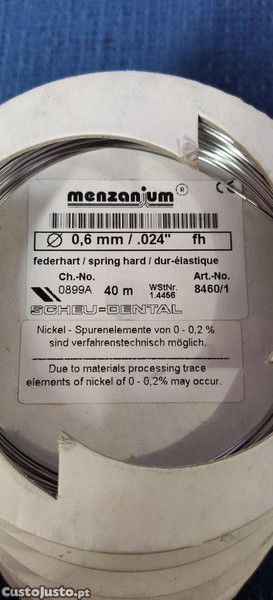 menzanium ® CE
Ø 0,6 mm / .024" fh
federhart / spring hard / dur-élastique
Ch.-No. Art.-No.
0899A 40 m WStNr. 1.4456 8460/1
SCHEU-DENTAL
Nickel - Spurenelemente von 0 - 0,2 %
sind verfahrenstechnisch möglich.
Due to materials processing trace
elements of nickel of 0 - 0,2% may occur.
CustoJusto.pt